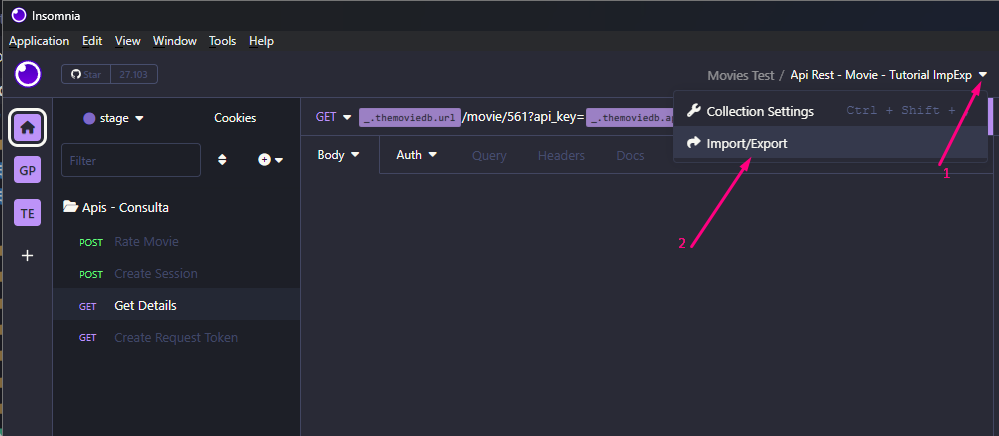 Insomnia
Application Edit View Window Tools Help
Star 27.103
Movies Test / Api Rest - Movie - Tutorial ImpExp
stage Cookies
GET _.themoviedb.url/movie/561?api_key= _.themoviedb.ap
Collection Settings Ctrl + Shift + ,
Import/Export
1
2
Filter
Body Auth Query Headers Docs
GP
TE
Apis - Consulta
POST Rate Movie
POST Create Session
GET Get Details
GET Create Request Token